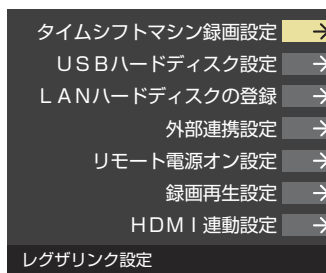 タイムシフトマシン録画設定
USBハードディスク設定
LANハードディスクの登録
外部連携設定
リモート電源オン設定
録画再生設定
HDMI連動設定
レグザリンク設定